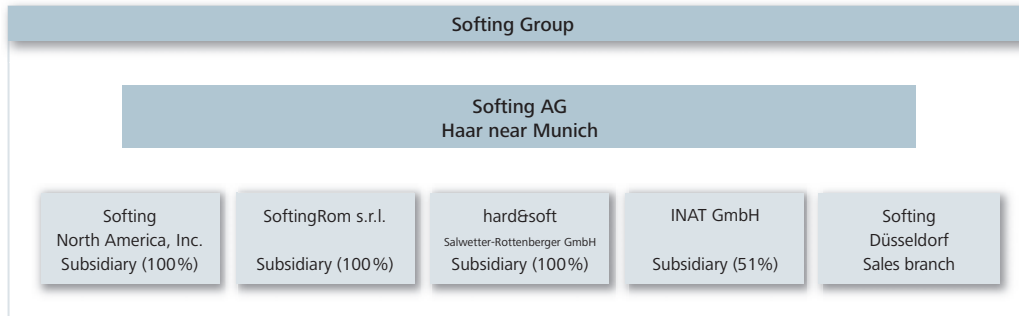 Softing Group
Softing AG
Haar near Munich
Softing
North America, Inc.
Subsidiary (100%)
SoftingRom s.r.l.
Subsidiary (100%)
hard&soft
Salwetter-Rottenberger GmbH
Subsidiary (100%)
INAT GmbH
Subsidiary (51%)
Softing
Düsseldorf
Sales branch